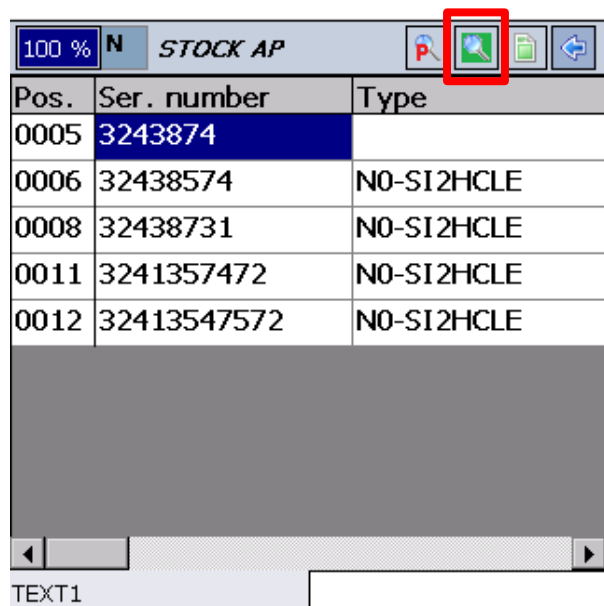 100 % N STOCK AP P
Pos. Ser. number Type
0005 3243874
0006 32438574 N0-SI2HCLE
0008 32438731 N0-SI2HCLE
0011 3241357472 N0-SI2HCLE
0012 32413547572 N0-SI2HCLE
TEXT1